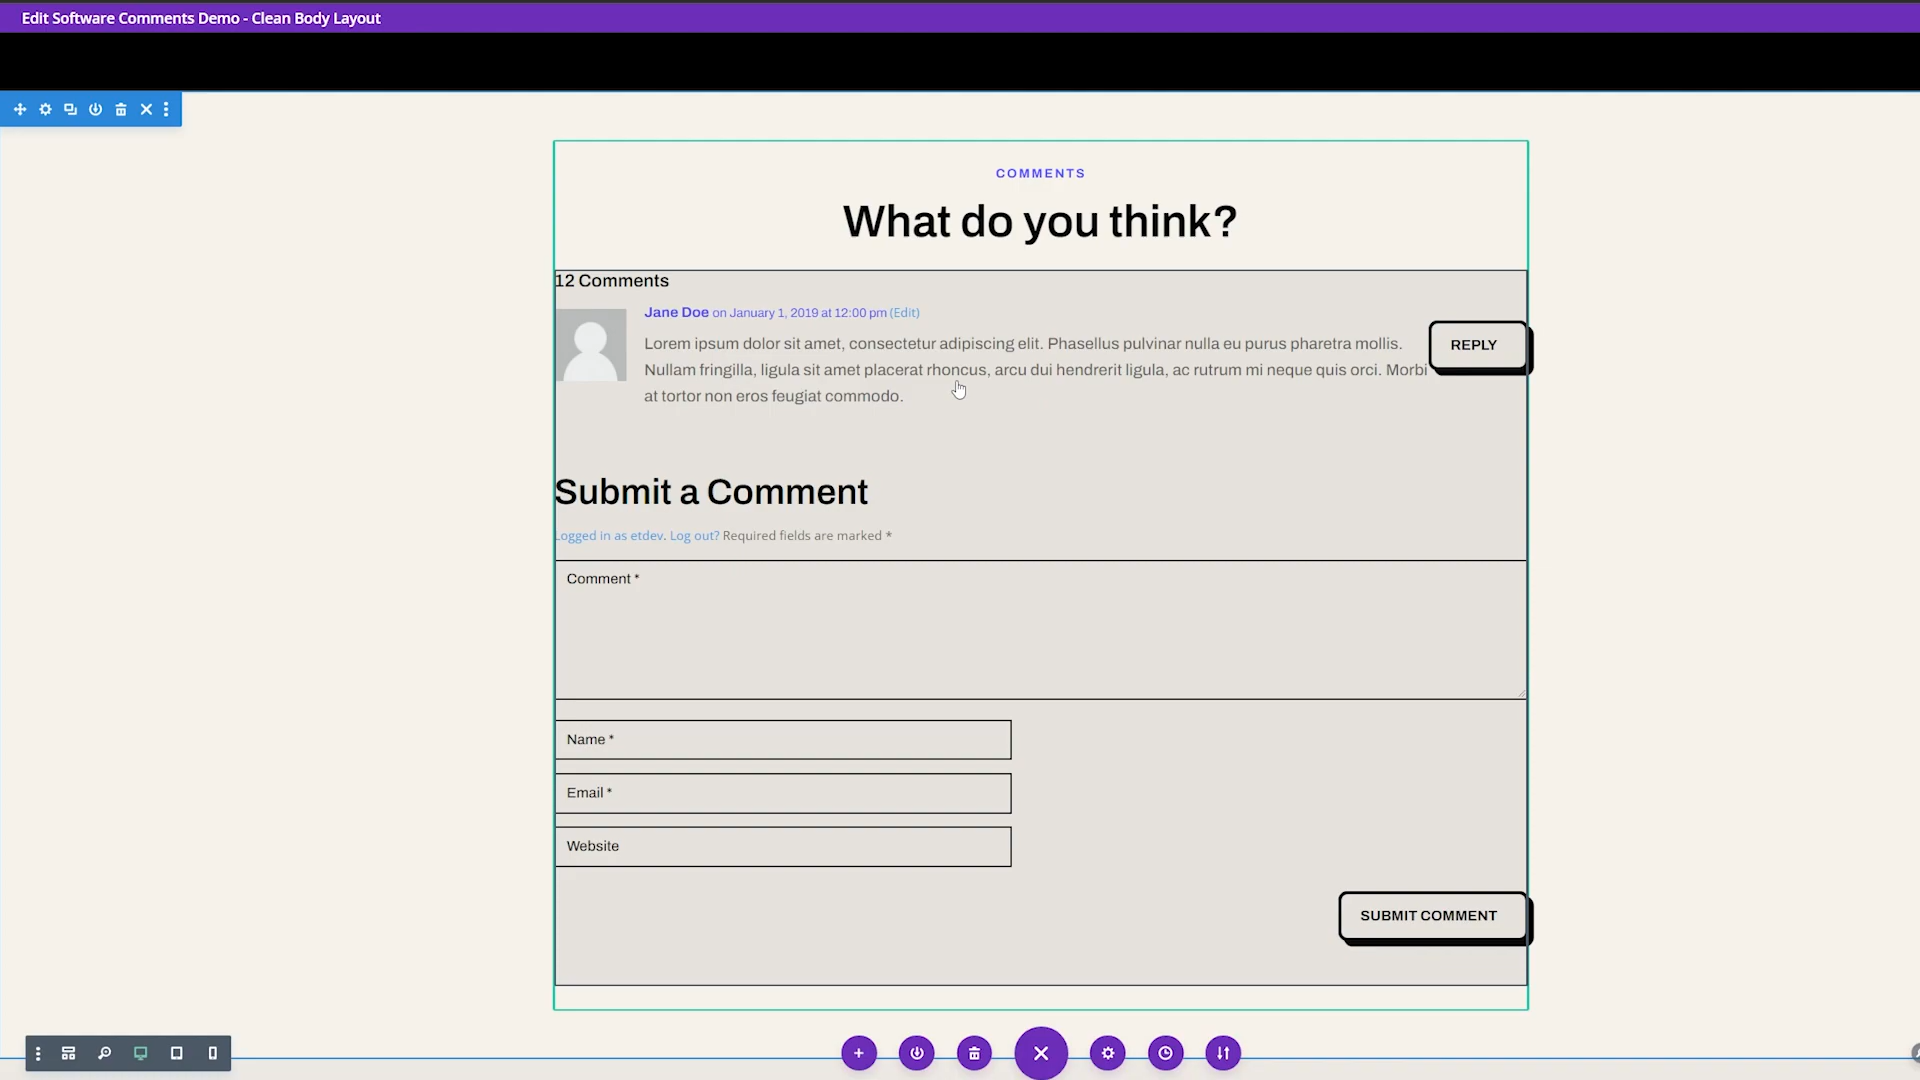 Edit Software Comments Demo - Clean Body Layout
COMMENTS
What do you think?
12 Comments
Jane Doe on January 1, 2019 at 12:00 pm (Edit)
Lorem ipsum dolor sit amet, consectetur adipiscing elit. Phasellus pulvinar nulla eu purus pharetra mollis.
Nullam fringilla, ligula sit amet placerat rhoncus, arcu dui hendrerit ligula, ac rutrum mi neque quis orci. Morbi
at tortor non eros feugiat commodo.
REPLY
Submit a Comment
Logged in as etdev. Log out? Required fields are marked *
Comment *
Name *
Email *
Website
SUBMIT COMMENT